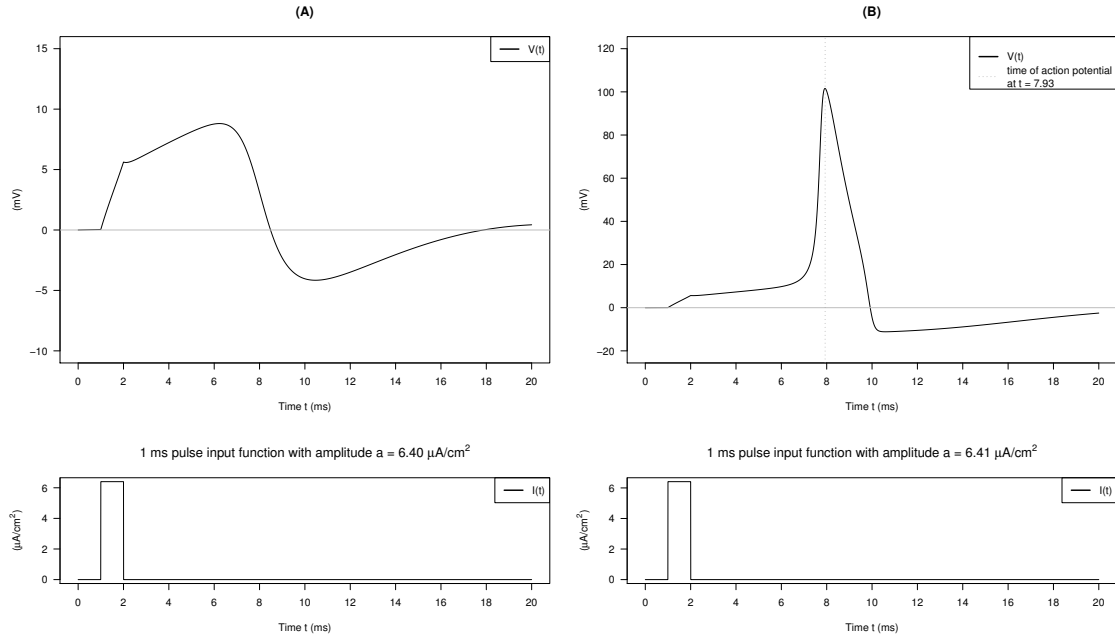 (A)
15
10
5
0
−5
−10
(mV)
V(t)
0 2 4 6 8 10 12 14 16 18 20
Time t (ms)
1 ms pulse input function with amplitude a = 6.40 μA/cm²
6
4
2
0
(μA/cm²)
I(t)
0 2 4 6 8 10 12 14 16 18 20
Time t (ms)
(B)
120
100
80
60
40
20
0
−20
(mV)
V(t)
time of action potential
at t = 7.93
0 2 4 6 8 10 12 14 16 18 20
Time t (ms)
1 ms pulse input function with amplitude a = 6.41 μA/cm²
6
4
2
0
(μA/cm²)
I(t)
0 2 4 6 8 10 12 14 16 18 20
Time t (ms)